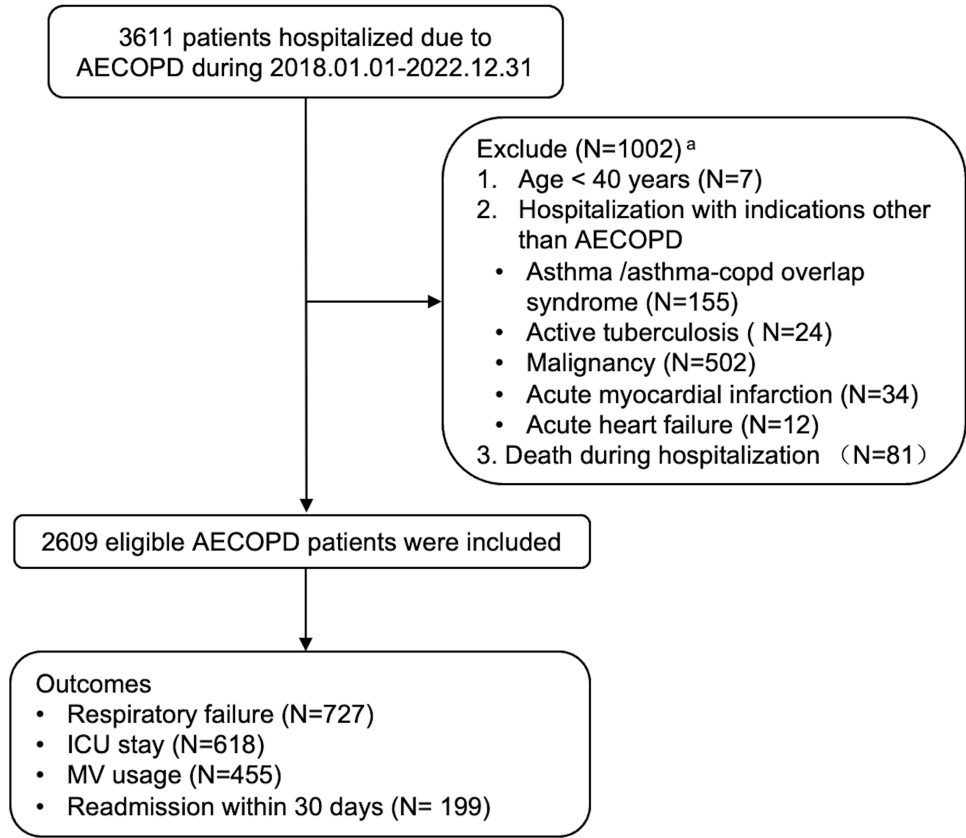 3611 patients hospitalized due to
AECOPD during 2018.01.01-2022.12.31
Exclude (N=1002) a
1. Age < 40 years (N=7)
2. Hospitalization with indications other
than AECOPD
• Asthma /asthma-copd overlap
syndrome (N=155)
• Active tuberculosis ( N=24)
• Malignancy (N=502)
• Acute myocardial infarction (N=34)
• Acute heart failure (N=12)
3. Death during hospitalization （N=81）
2609 eligible AECOPD patients were included
Outcomes
• Respiratory failure (N=727)
• ICU stay (N=618)
• MV usage (N=455)
• Readmission within 30 days (N= 199)